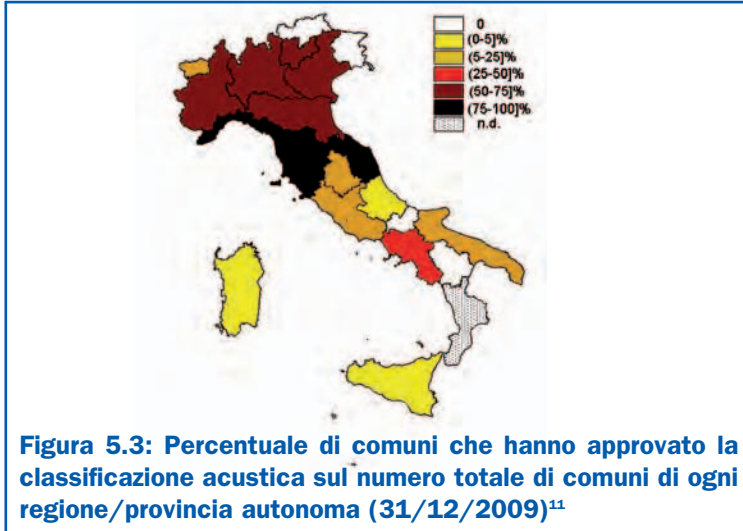 0
(0-5]%
(5-25]%
(25-50]%
(50-75]%
(75-100]%
n.d.
Figura 5.3: Percentuale di comuni che hanno approvato la
classificazione acustica sul numero totale di comuni di ogni
regione/provincia autonoma (31/12/2009)¹¹